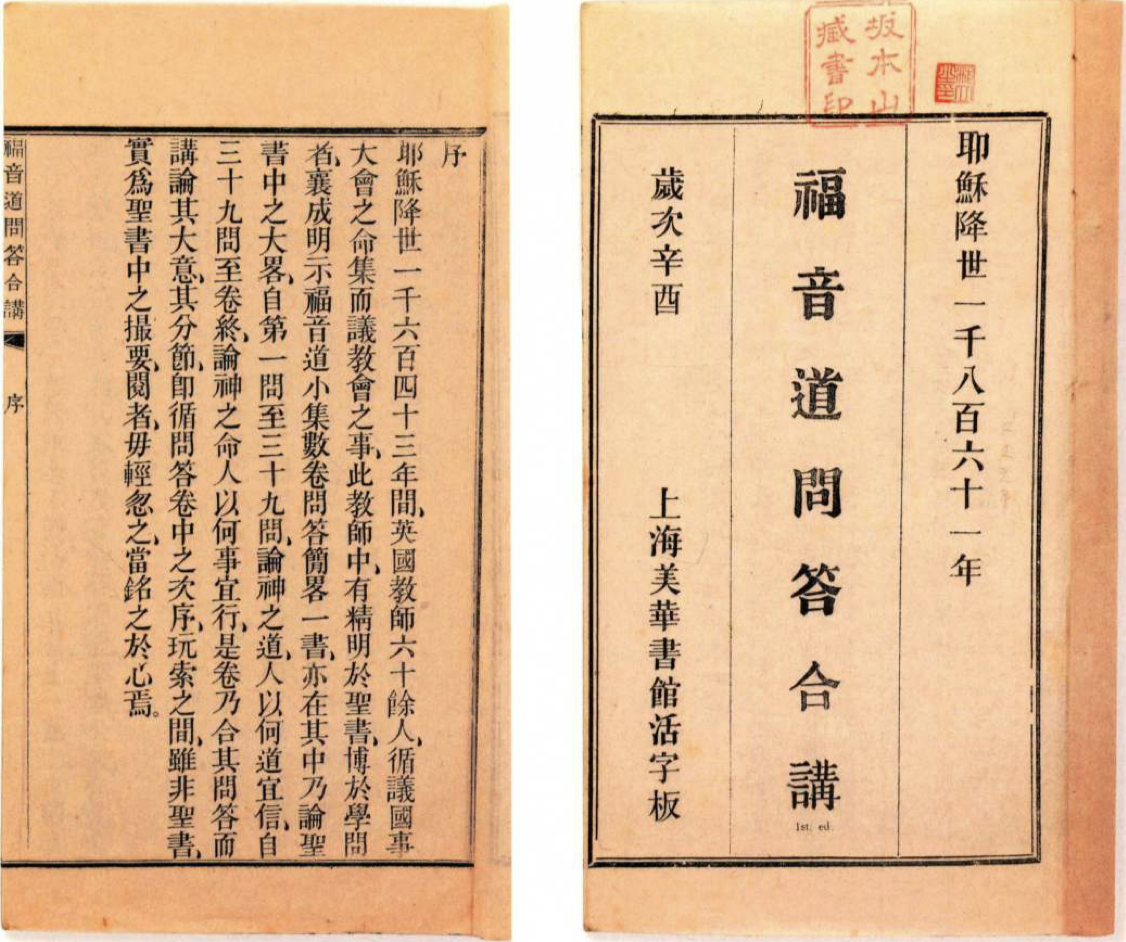 坂本山
藏書印
耶穌降世一千八百六十一年
福音道問答合講
1st. ed.
歲次辛酉 上海美華書館活字板
序
耶穌降世一千六百四十三年間、英國教師六十餘人、循議國事
大會之命集而議教會之事、此教師中、有精明於聖書、博於學問
者、襄成明示福音道小集數卷問答簡畧一書、亦在其中乃論聖
書中之大畧、自第一問至三十九問、論神之道、人以何道宜信、自
三十九問至卷終、論神之命人以何事宜行、是卷乃合其問答而
講論其大意、其分節、卽循問答卷中之次序、玩索之間、雖非聖書、
實爲聖書中之撮要、閱者、毋輕忽之、當銘之於心焉。
福音道問答合講 序